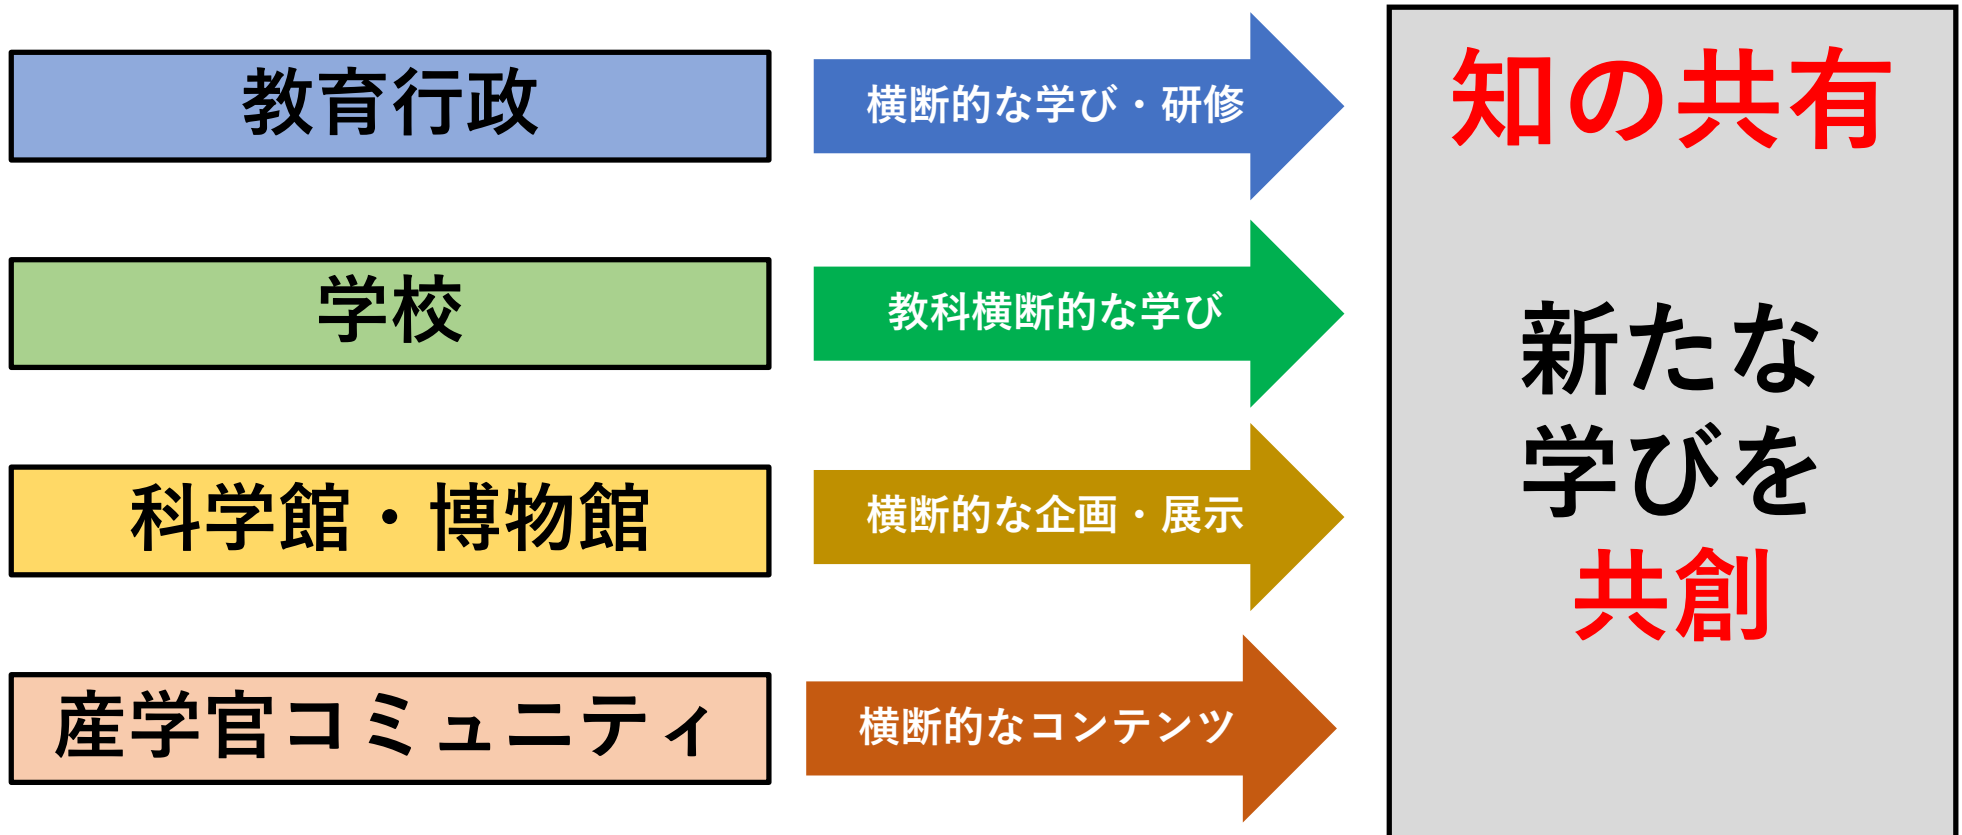 教育行政
横断的な学び・研修
学校
教科横断的な学び
科学館・博物館
横断的な企画・展示
産学官コミュニティ
横断的なコンテンツ
知の共有
新たな
学びを
共創